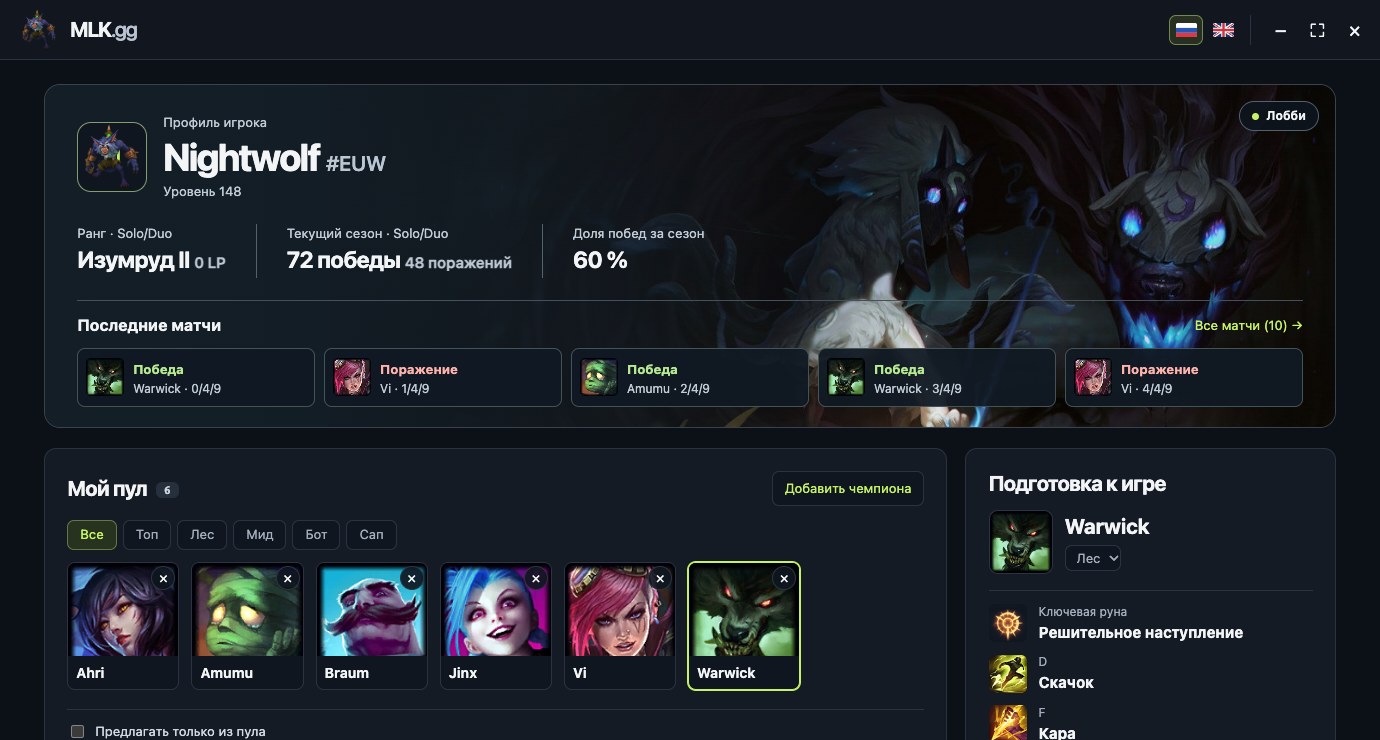 MLK.gg
Лобби
Профиль игрока
Nightwolf #EUW
Уровень 148
Ранг · Solo/Duo
Изумруд II 0 LP
Текущий сезон · Solo/Duo
72 победы 48 поражений
Доля побед за сезон
60 %
Последние матчи
Все матчи (10) →
Победа
Warwick · 0/4/9
Поражение
Vi · 1/4/9
Победа
Amumu · 2/4/9
Победа
Warwick · 3/4/9
Поражение
Vi · 4/4/9
Мой пул 6
Добавить чемпиона
Все Топ Лес Мид Бот Сап
Ahri
Amumu
Braum
Jinx
Vi
Warwick
Предлагать только из пула
Подготовка к игре
Warwick
Лес
Ключевая руна
Решительное наступление
D
Скачок
F
Кара